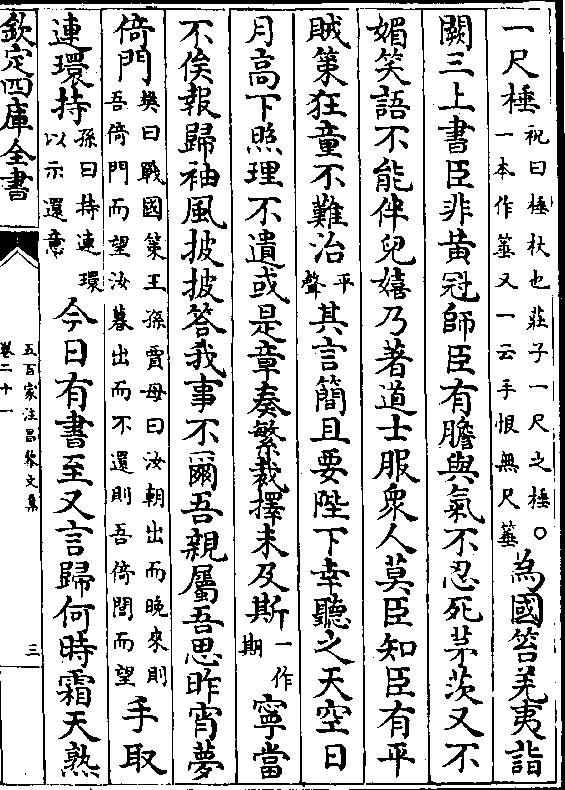 一尺棰祝曰棰杖也莊子一尺之棰○一本作箠又一云手恨無尺箠為國笞羌夷詣
闕三上書臣非黃冠師臣有膽與氣不忍死茅茨又不
媚笑語不能伴兒嬉乃著道士服衆人莫臣知臣有平
賊策狂童不難治平聲其言簡且要陛下幸聽之天空日
月高下照理不遺或是章奏繁裁擇未及斯一作期寧當
不俟報歸袖風披披答我事不爾吾親屬吾思昨宵夢
倚門樊曰戰國策王孫賈母曰汝朝出而晚來則吾倚門而望汝暮出而不還則吾倚閭而望手取
連環持孫曰持連環以示還意今日有書至又言歸何時霜天熟
欽定四庫全書
五百家注昌黎文集
卷二十一
三